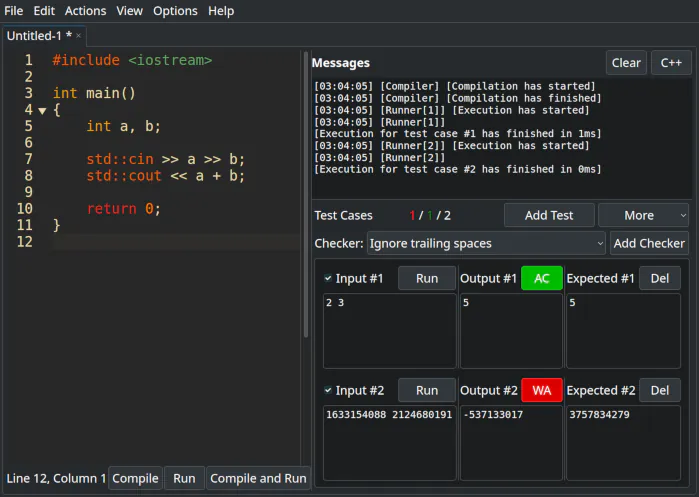 File Edit Actions View Options Help
Untitled-1 * ×
1 #include <iostream>
2
3 int main()
4 {
5 int a, b;
6
7 std::cin >> a >> b;
8 std::cout << a + b;
9
10 return 0;
11 }
12
Line 12, Column 1 Compile Run Compile and Run
Messages Clear C++
[03:04:05] [Compiler] [Compilation has started]
[03:04:05] [Compiler] [Compilation has finished]
[03:04:05] [Runner[1]] [Execution has started]
[03:04:05] [Runner[1]]
[Execution for test case #1 has finished in 1ms]
[03:04:05] [Runner[2]] [Execution has started]
[03:04:05] [Runner[2]]
[Execution for test case #2 has finished in 0ms]
Test Cases 1 / 1 / 2 Add Test More
Checker: Ignore trailing spaces Add Checker
Input #1 Run Output #1 AC Expected #1 Del
2 3 5 5
Input #2 Run Output #2 WA Expected #2 Del
1633154088 2124680191 -537133017 3757834279